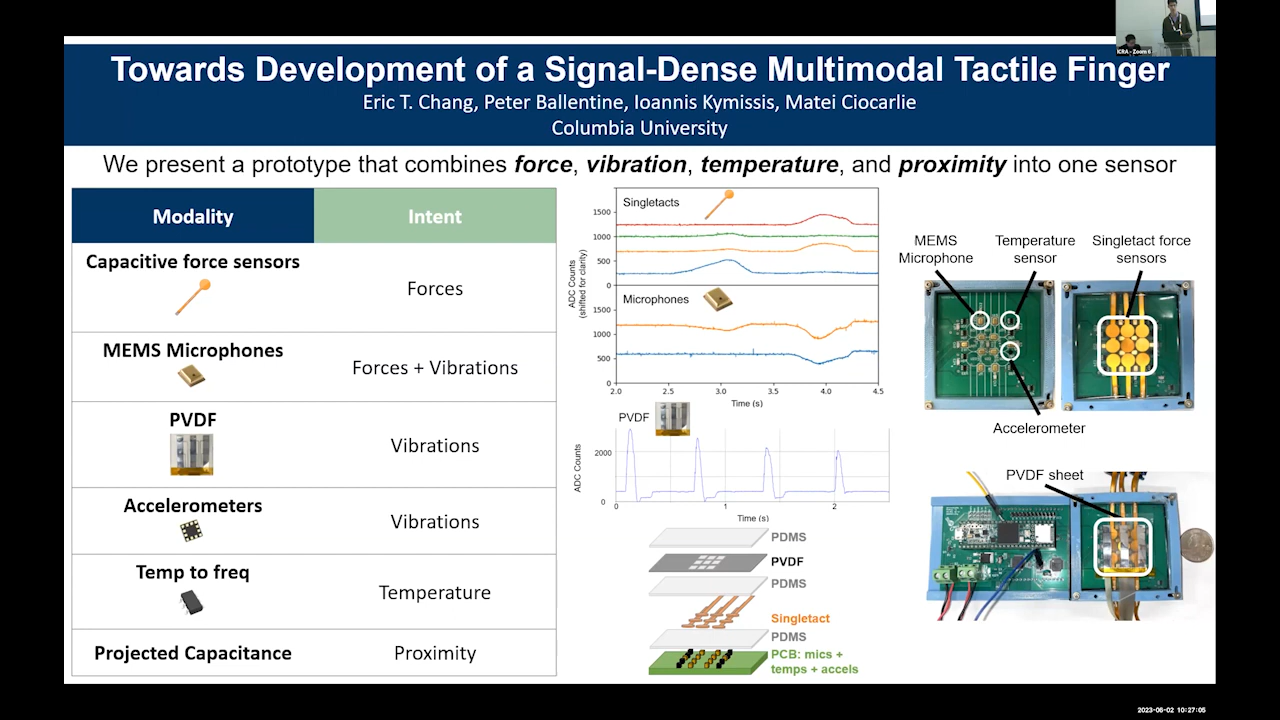 ICRA - Zoom 6
Towards Development of a Signal-Dense Multimodal Tactile Finger
Eric T. Chang, Peter Ballentine, Ioannis Kymissis, Matei Ciocarlie
Columbia University
We present a prototype that combines force, vibration, temperature, and proximity into one sensor
Modality
Intent
Capacitive force sensors
Forces
MEMS Microphones
Forces + Vibrations
PVDF
Vibrations
Accelerometers
Vibrations
Temp to freq
Temperature
Projected Capacitance
Proximity
Singletacts
1500
1000
500
0
Microphones
1500
1000
500
0
ADC Counts
(shifted for clarity)
2.0 2.5 3.0 3.5 4.0 4.5
Time (s)
PVDF
ADC Counts
2000
0
0 1 2
Time (s)
PDMS
PVDF
PDMS
Singletact
PDMS
PCB: mics +
temps + accels
MEMS
Microphone
Temperature
sensor
Singletact force
sensors
Accelerometer
PVDF sheet
2023-06-02 10:27:05